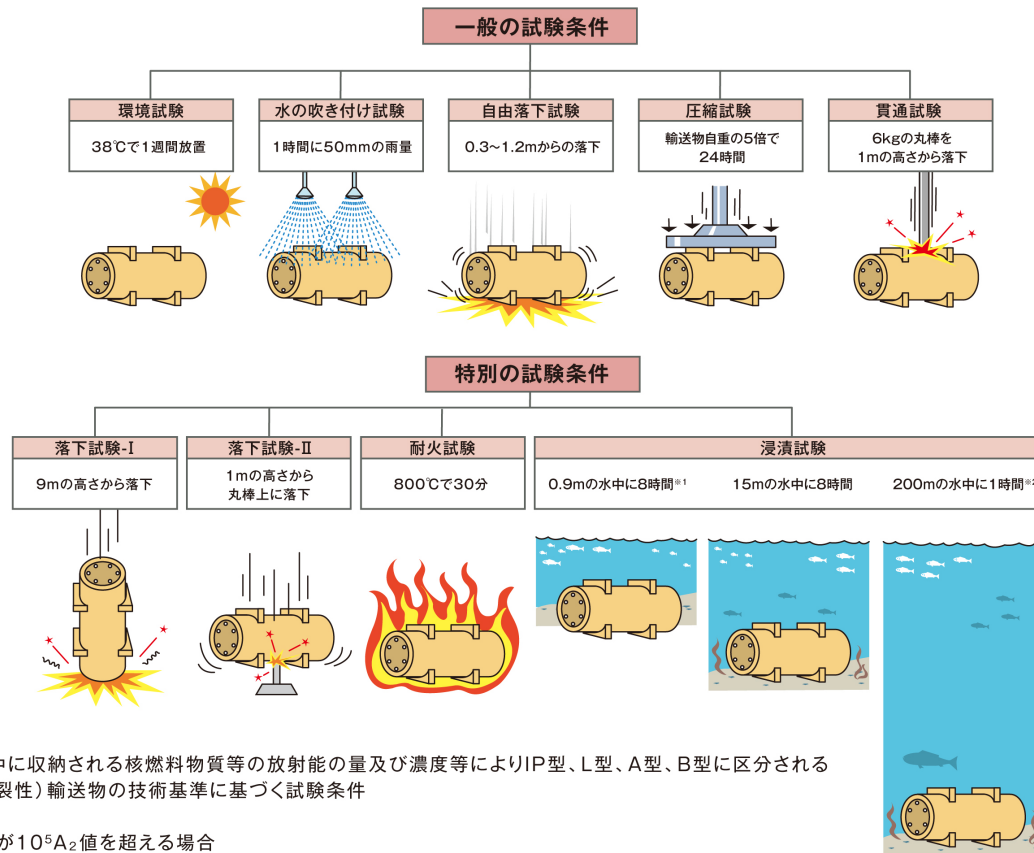 一般の試験条件
環境試験
38℃で1週間放置
水の吹き付け試験
1時間に50mmの雨量
自由落下試験
0.3~1.2mからの落下
圧縮試験
輸送物自重の5倍で
24時間
貫通試験
6kgの丸棒を
1mの高さから落下
特別の試験条件
落下試験-Ⅰ
9mの高さから落下
落下試験-Ⅱ
1mの高さから
丸棒上に落下
耐火試験
800℃で30分
浸漬試験
0.9mの水中に8時間※1
15mの水中に8時間
200mの水中に1時間※2
中に収納される核燃料物質等の放射能の量及び濃度等によりIP型、L型、A型、B型に区分される
裂性)輸送物の技術基準に基づく試験条件
が10⁵A₂値を超える場合